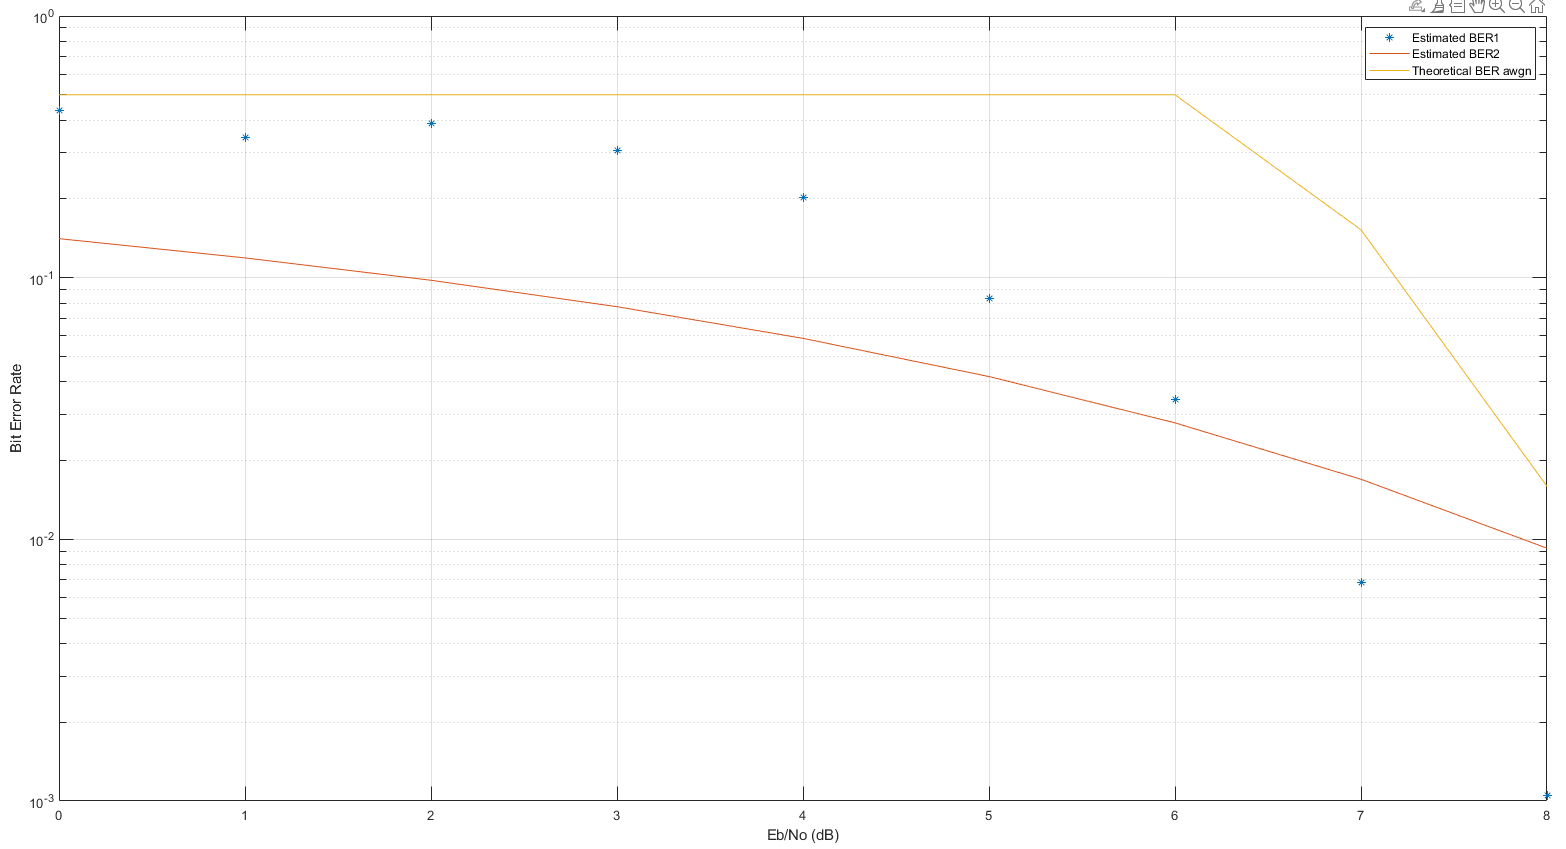 10^0
Estimated BER1
Estimated BER2
Theoretical BER awgn
10^-1
Bit Error Rate
10^-2
10^-3
0 1 2 3 4 5 6 7 8
Eb/No (dB)